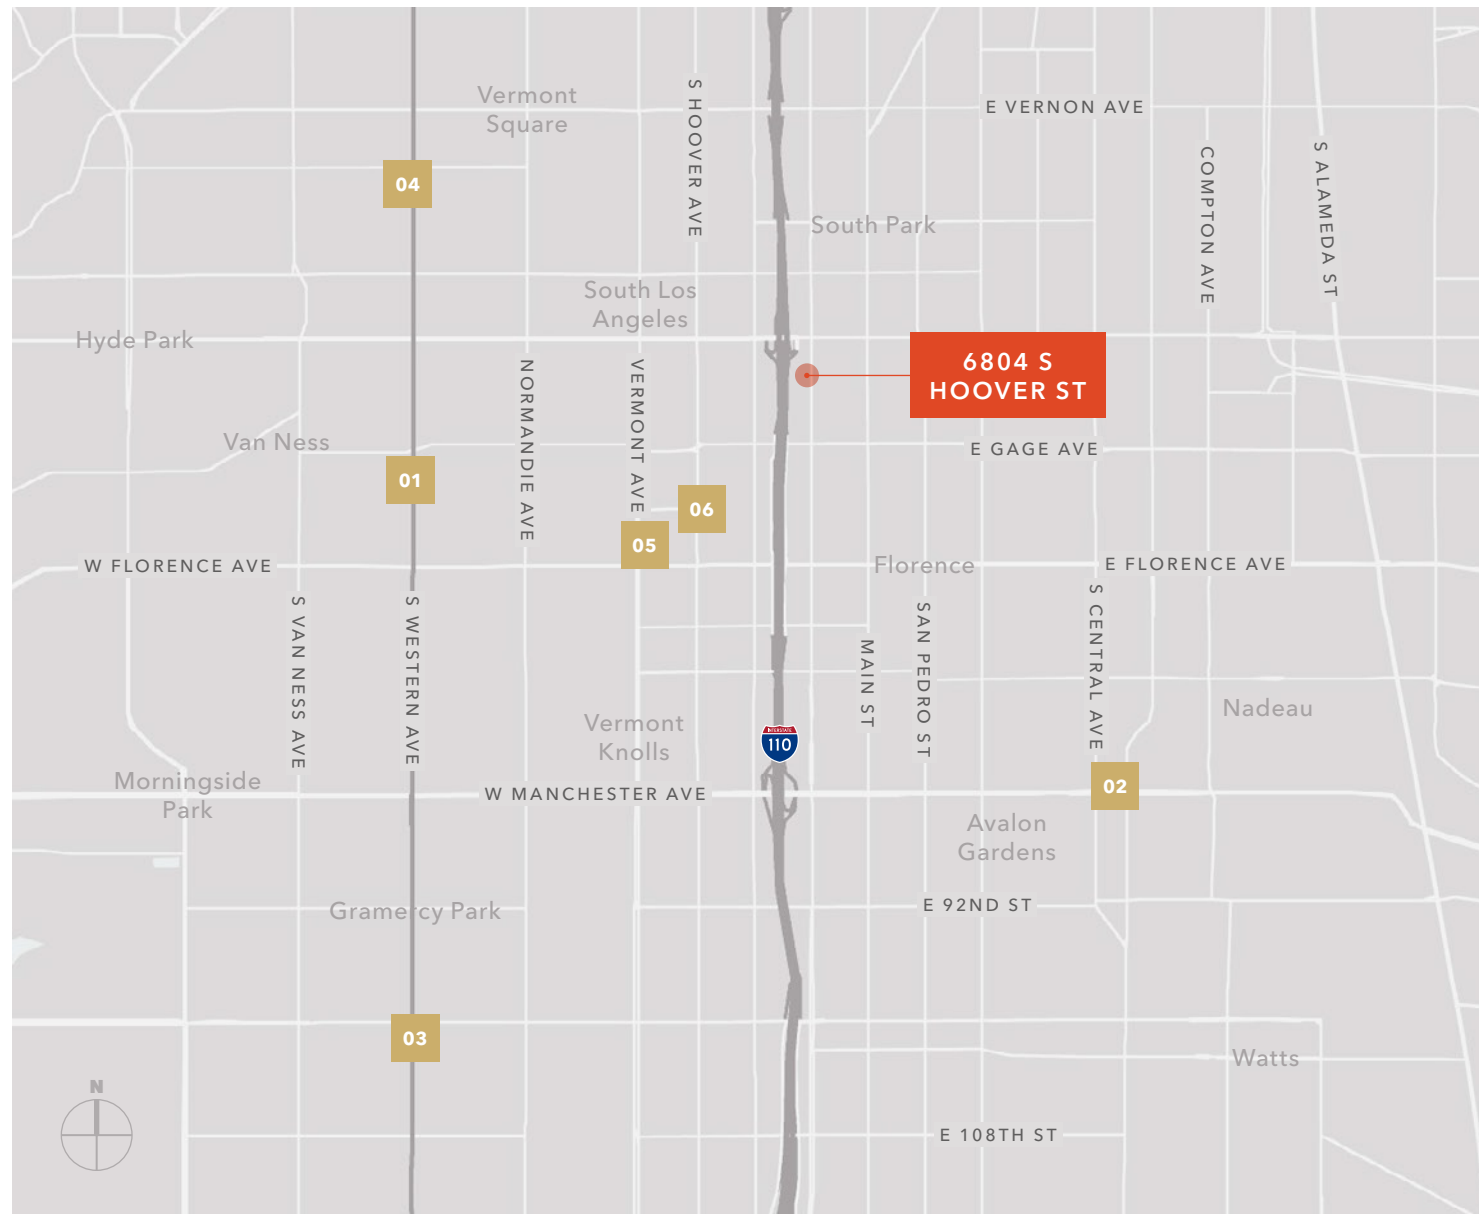 Vermont
Square
S HOOVER AVE
E VERNON AVE
COMPTON AVE
S ALAMEDA ST
04
South Park
South Los
Angeles
Hyde Park
6804 S
HOOVER ST
NORMANDIE AVE
VERMONT AVE
Van Ness
E GAGE AVE
01
06
05
W FLORENCE AVE
Florence
E FLORENCE AVE
S VAN NESS AVE
S WESTERN AVE
MAIN ST
SAN PEDRO ST
S CENTRAL AVE
Nadeau
Vermont
Knolls
INTERSTATE
110
Morningside
Park
W MANCHESTER AVE
02
Avalon
Gardens
Gramercy Park
E 92ND ST
03
Watts
N
E 108TH ST